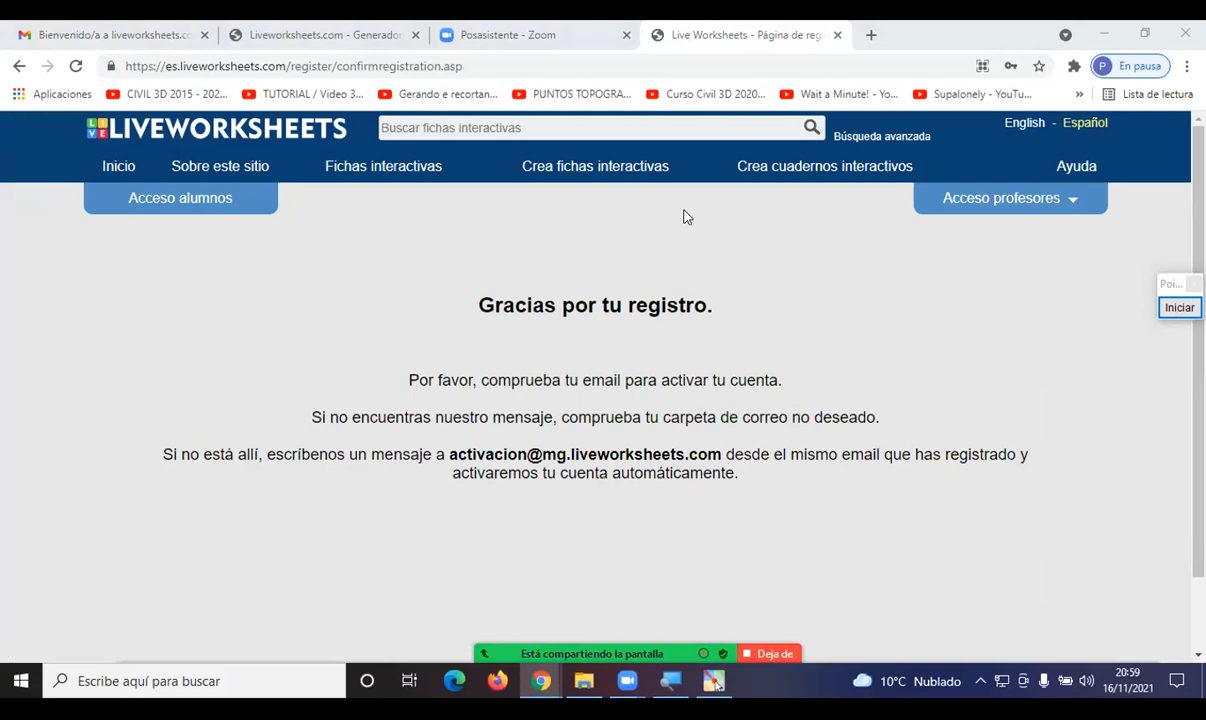 Bienvenido/a a liveworksheets.co
Liveworksheets.com - Generador
Posasistente - Zoom
Live Worksheets - Página de regi
https://es.liveworksheets.com/register/confirmregistration.asp
P En pausa
Aplicaciones
CIVIL 3D 2015 - 202...
TUTORIAL / Video 3...
Gerando e recortan...
PUNTOS TOPOGRA...
Curso Civil 3D 2020...
Wait a Minute! - Yo...
Supalonely - YouTu...
»
Lista de lectura
LIVE LIVEWORKSHEETS
Buscar fichas interactivas
Búsqueda avanzada
English - Español
Inicio
Sobre este sitio
Fichas interactivas
Crea fichas interactivas
Crea cuadernos interactivos
Ayuda
Acceso alumnos
Acceso profesores
Poi...
Iniciar
Gracias por tu registro.
Por favor, comprueba tu email para activar tu cuenta.
Si no encuentras nuestro mensaje, comprueba tu carpeta de correo no deseado.
Si no está allí, escríbenos un mensaje a activacion@mg.liveworksheets.com desde el mismo email que has registrado y
activaremos tu cuenta automáticamente.
Está compartiendo la pantalla
Deja de
Escribe aquí para buscar
10°C Nublado
20:59
16/11/2021